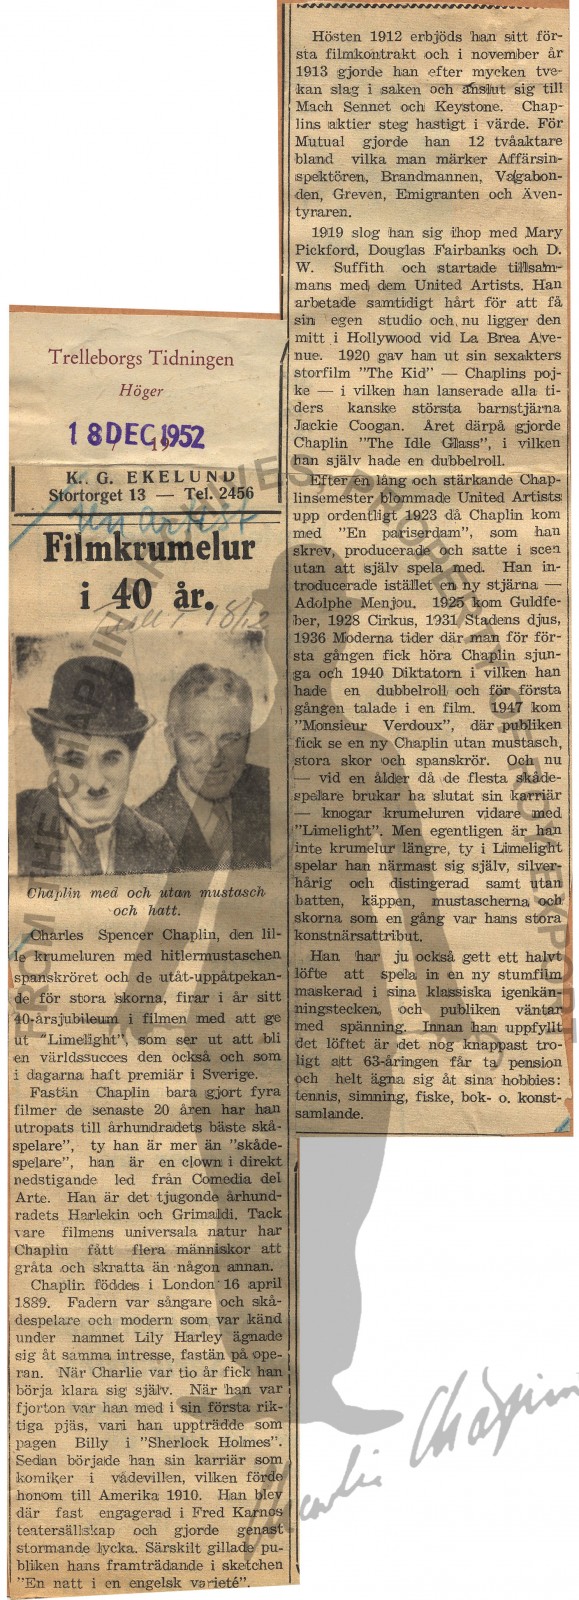 Trelleborgs Tidningen
Höger
18 DEC 1952
K. G. EKELUND
Stortorget 13 — Tel. 2456
Filmkrumelur
i 40 år.
18/12
Chaplin med och utan mustasch
och hatt.
Charles Spencer Chaplin, den lil-
le krumeluren med hitlermustaschen
spanskröret och de utåt-uppåtpekan-
de för stora skorna, firar i år sitt
40-årsjubileum i filmen med att ge
ut "Limelight", som ser ut att bli
en världssucces den också och som
i dagarna haft premiär i Sverige.
Fastän Chaplin bara gjort fyra
filmer de senaste 20 åren har han
utropats till århundradets bäste skå-
spelare", ty han är mer än "skåde-
spelare", han är en clown i direkt
nedstigande led från Comedia del
Arte. Han är det tjugonde århund-
radets Harlekin och Grimaldi. Tack
vare filmens universala natur har
Chaplin fått flera människor att
gråta och skratta än någon annan.
Chaplin föddes i London 16 april
1889. Fadern var sångare och skå-
despelare och modern som var känd
under namnet Lily Harley ägnade
sig åt samma intresse, fastän på ope-
ran. När Charlie var tio år fick han
börja klara sig själv. När han var
fjorton var han med i sin första rik-
tiga pjäs, vari han uppträdde som
pagen Billy i "Sherlock Holmes".
Sedan började han sin karriär som
komiker i vådevillen, vilken förde
honom till Amerika 1910. Han blev
där fast engagerad i Fred Karnos
teatersällskap och gjorde genast
stormande lycka. Särskilt gillade pu-
bliken hans framträdande i sketchen
"En natt i en engelsk varieté".
Hösten 1912 erbjöds han sitt för-
sta filmkontrakt och i november år
1913 gjorde han efter mycken tve-
kan slag i saken och anslut sig till
Mach Sennet och Keystone. Chap-
lins aktier steg hastigt i värde. För
Mutual gjorde han 12 tvåaktare
bland vilka man märker Affärsin-
spektören, Brandmannen, Vagabon-
den, Greven, Emigranten och Även-
tyraren.
1919 slog han sig ihop med Mary
Pickford, Douglas Fairbanks och D.
W. Suffith och startade tillsam-
mans med dem United Artists. Han
arbetade samtidigt hårt för att få
sin egen studio och nu ligger den
mitt i Hollywood vid La Brea Ave-
nue. 1920 gav han ut sin sexakters
storfilm "The Kid" — Chaplins poj-
ke — i vilken han lanserade alla ti-
ders kanske största barnstjärna
Jackie Coogan. Året därpå gjorde
Chaplin "The Idle Glass", i vilken
han själv hade en dubbelroll.
Efter en lång och stärkande Chap-
linsemester blommade United Artists
upp ordentligt 1923 då Chaplin kom
med "En pariserdam", som han
skrev, producerade och satte i scen
utan att själv spela med. Han in-
troducerade istället en ny stjärna —
Adolphe Menjou. 1925 kom Guldfe-
ber, 1928 Cirkus, 1931 Stadens djus,
1936 Moderna tider där man för för-
sta gången fick höra Chaplin sjun-
ga och 1940 Diktatorn i vilken han
hade en dubbelroll och för första
gången talade i en film. 1947 kom
"Monsieur Verdoux", där publiken
fick se en ny Chaplin utan mustasch,
stora skor och spanskrör. Och nu
— vid en ålder då de flesta skåde-
spelare brukar ha slutat sin karriär
— knogar krumeluren vidare med
"Limelight". Men egentligen är han
inte krumelur längre, ty i Limelight
spelar han närmast sig själv, silver-
hårig och distingerad samt utan
hatten, käppen, mustascherna och
skorna som en gång var hans stora
konstnärsattribut.
Han har ju också gett ett halvt
löfte att spela in en ny stumfilm
maskerad i sina klassiska igenkän-
ningstecken, och publiken väntar
med spänning. Innan han uppfyllt
det löftet är det nog knappast tro-
ligt att 63-åringen får ta pension
och helt ägna sig åt sina hobbies:
tennis, simning, fiske, bok- o. konst-
samlande.
FROM THE CHAPLIN ARCHIVES PROPERTY OF ROY EXPORT
Charlie Chaplin